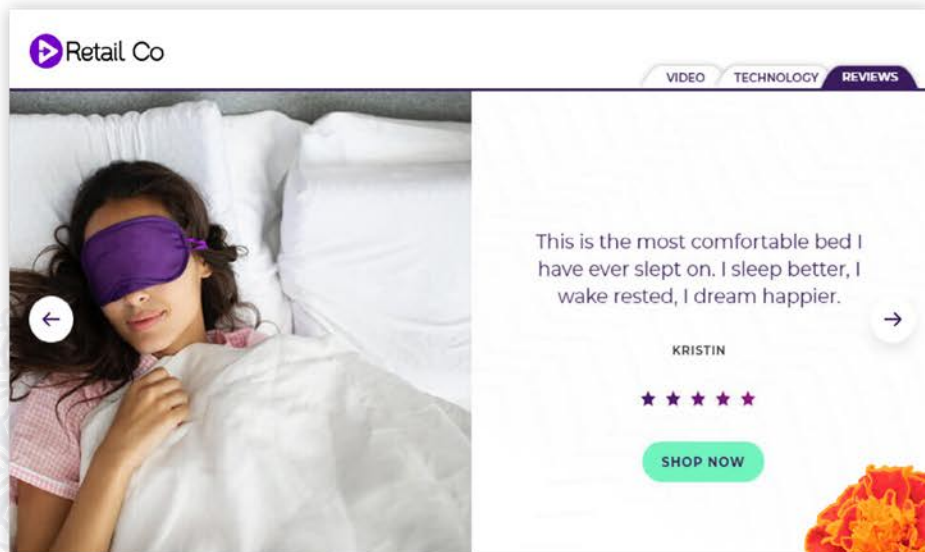 Retail Co
VIDEO
TECHNOLOGY
REVIEWS
This is the most comfortable bed I
have ever slept on. I sleep better, I
wake rested, I dream happier.
KRISTIN
SHOP NOW